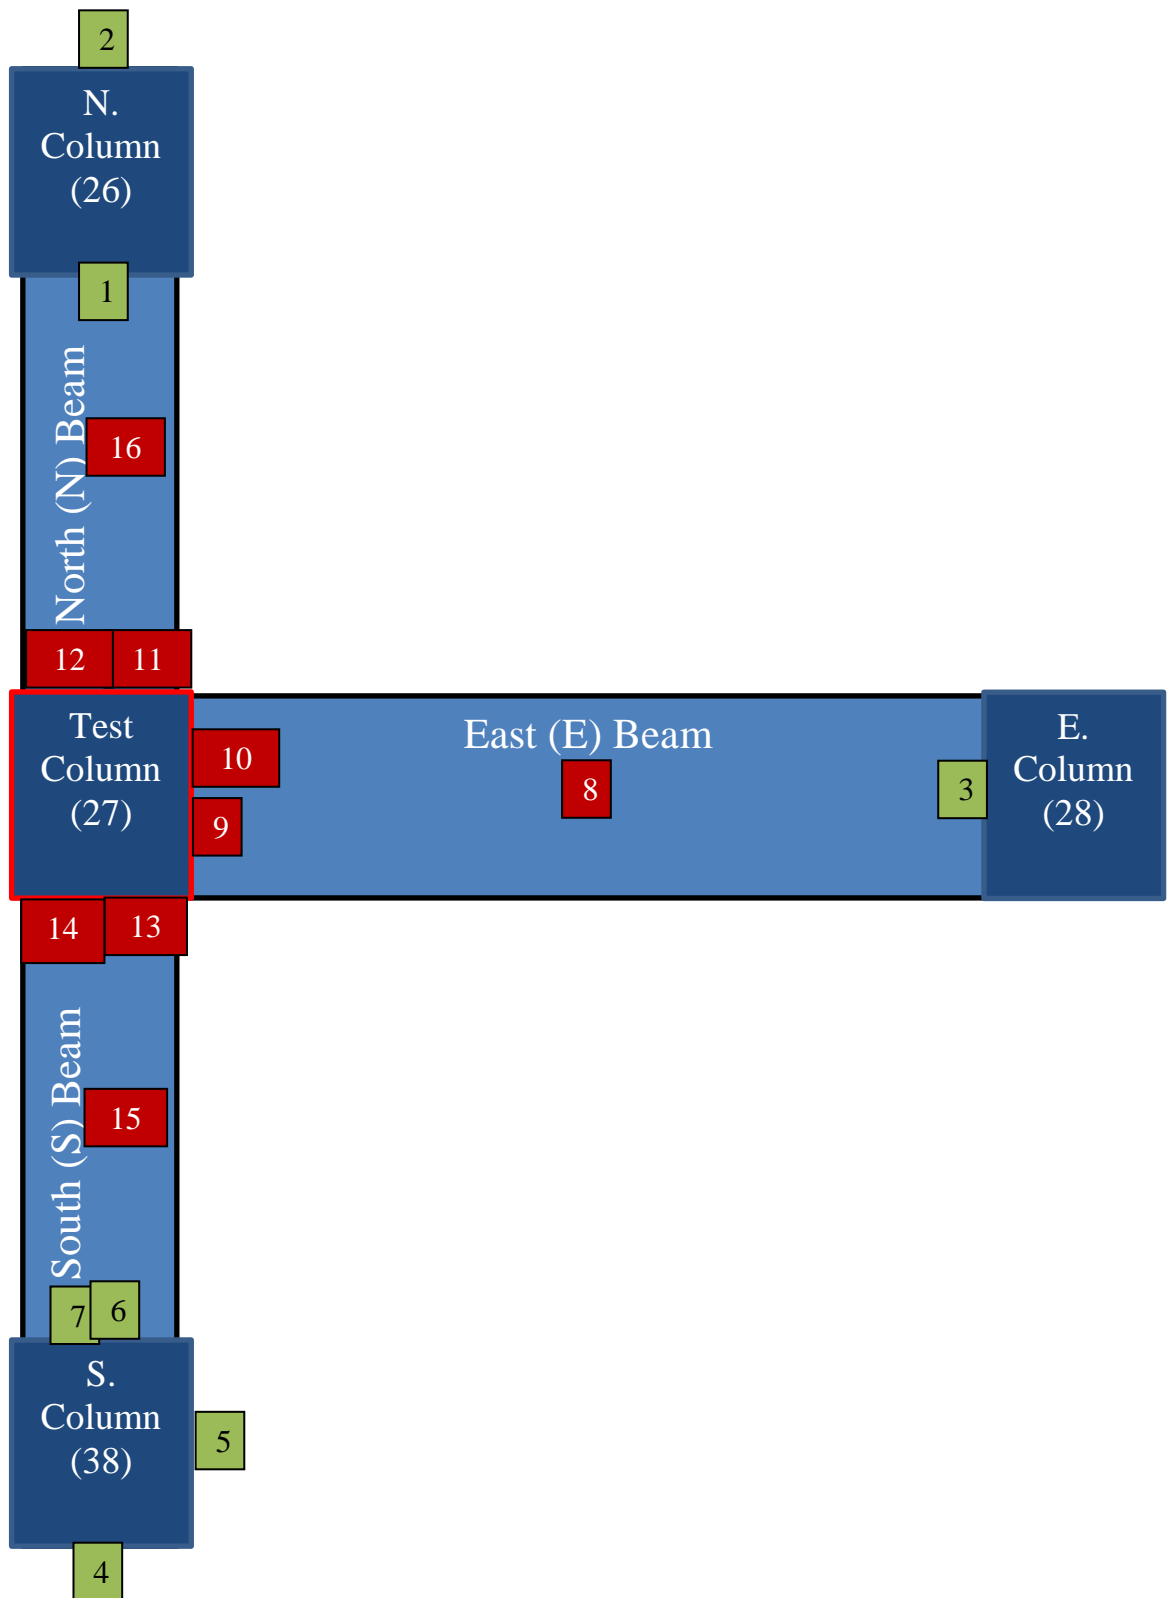 2
N.
Column
(26)
1
North (N) Beam
16
12
11
Test
Column
(27)
10
9
East (E) Beam
8
3
E.
Column
(28)
14
13
South (S) Beam
15
7
6
S.
Column
(38)
5
4